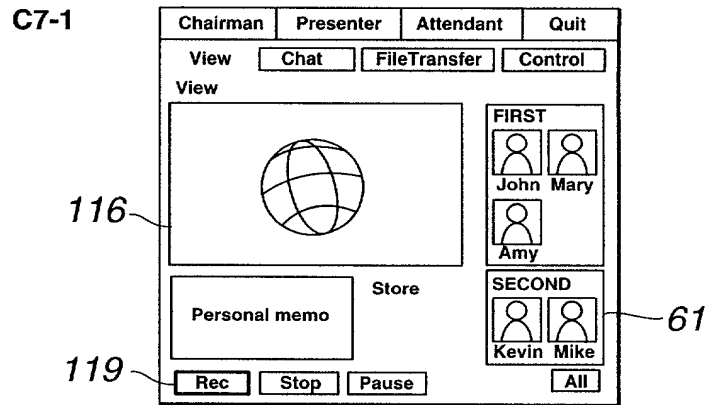 C7-1
Chairman Presenter Attendant Quit
View Chat FileTransfer Control
View
FIRST
John Mary
Amy
116
Personal memo
Store
SECOND
Kevin Mike
61
119
Rec Stop Pause All